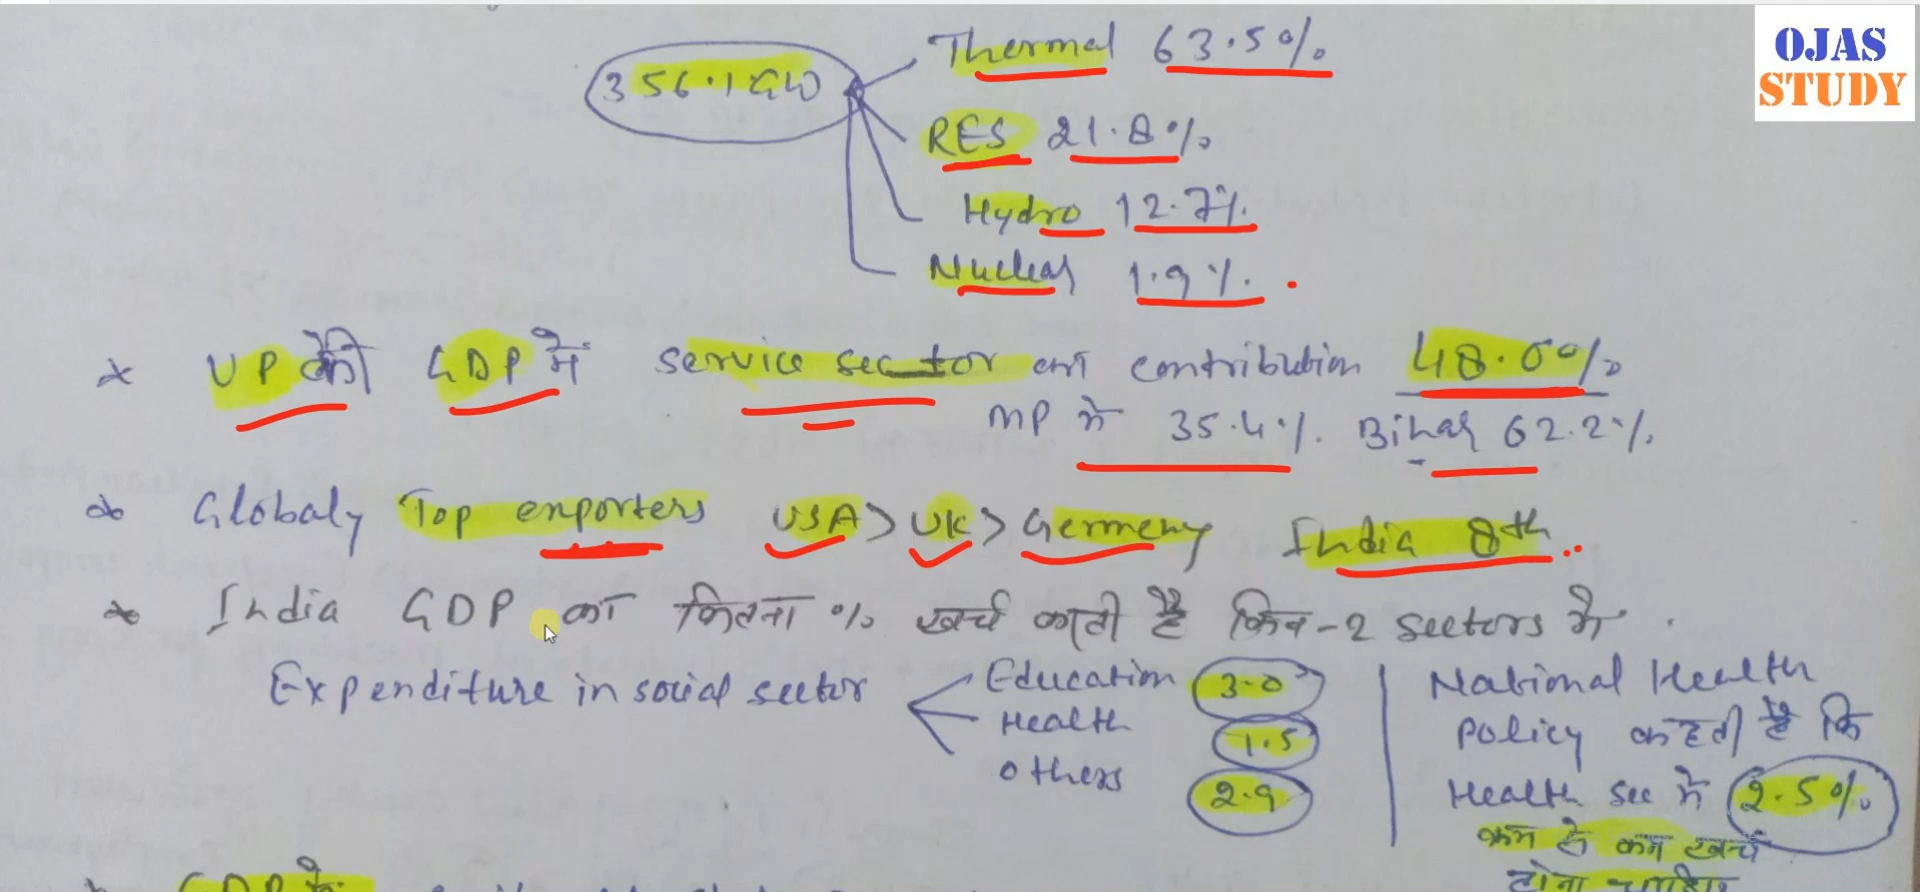 OJAS
STUDY
356.1 GW
Thermal 63.5%
RES 21.8%
Hydro 12.7%
Nuclear 1.9%.
* UP की GDP में service sector का contribution 48.0%
MP में 35.4%. Bihar 62.2%.
* Globaly Top exporters USA > UK > Germeny India 8th
* India GDP का कितना % खर्च करती है किन-2 sectors में.
Expenditure in social sector
Education 3.0
Health 1.5
others 2.9
National Health
Policy कहती है कि
Health sec में 2.5%
कम से कम खर्च
होना चाहिए
GDP के